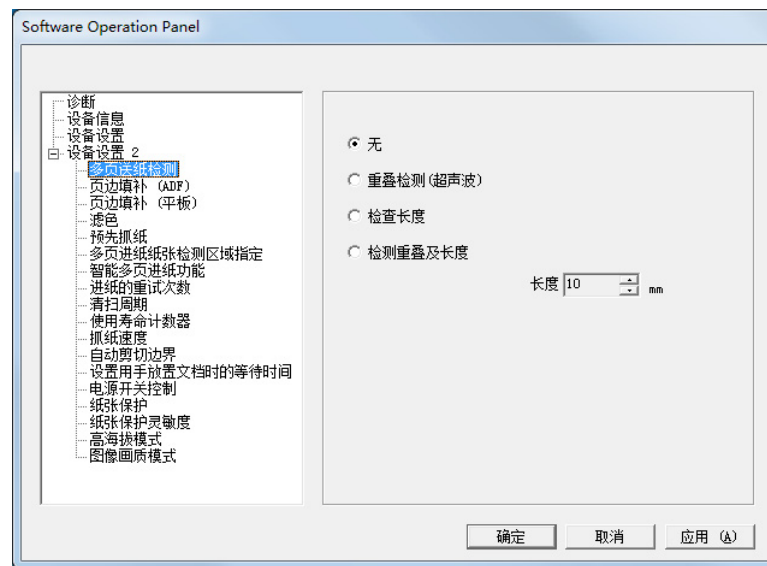 Software Operation Panel
诊断
设备信息
设备设置
设备设置 2
多页送纸检测
页边填补 (ADF)
页边填补 (平板)
滤色
预先抓纸
多页进纸纸张检测区域指定
智能多页进纸功能
进纸的重试次数
清扫周期
使用寿命计数器
抓纸速度
自动剪切边界
设置用手放置文档时的等待时间
电源开关控制
纸张保护
纸张保护灵敏度
高海拔模式
图像画质模式
无
重叠检测(超声波)
检查长度
检测重叠及长度
长度 10 mm
确定 取消 应用 (A)